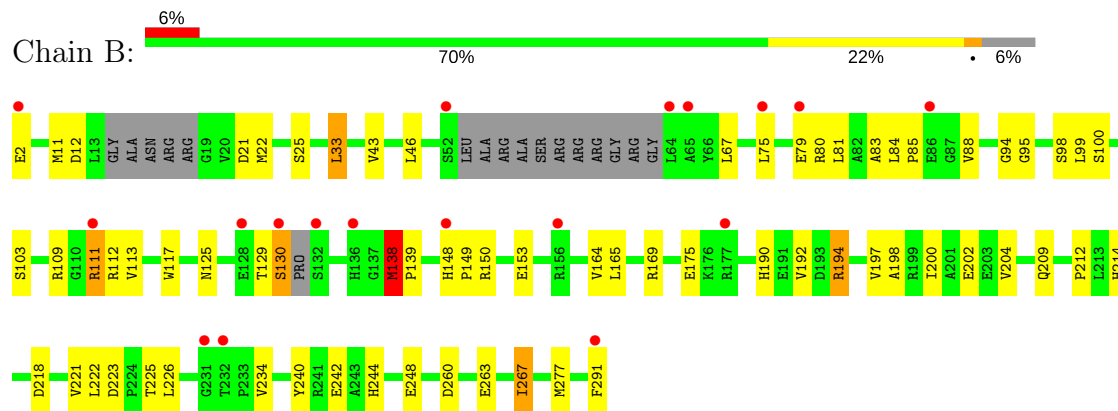 6%
Chain B:
70% 22% • 6%
E2 M11 D12 L13 GLY ALA ASN ARG ARG G19 V20 D21 M22 S25 L33 V43 L46 S52 LEU ALA ARG ALA SER ARG ARG ARG GLY ARG GLY L64 A65 Y66 L67 L75 E79 R80 L81 A82 A83 L84 P85 E86 G87 V88 G94 G95 S98 L99 S100
S103 R109 G110 R111 R112 V113 W117 N125 E128 T129 S130 PRO S132 H136 G137 M138 P139 H148 P149 R150 E153 R156 V164 L165 R169 E175 K176 R177 H190 E191 V192 D193 R194 V197 A198 R199 I200 A201 E202 E203 V204 Q209 P212 L213 H214
D218 V221 L222 D223 P224 T225 L226 G231 T232 P233 V234 Y240 R241 E242 A243 H244 E248 D260 E263 I267 M277 F291